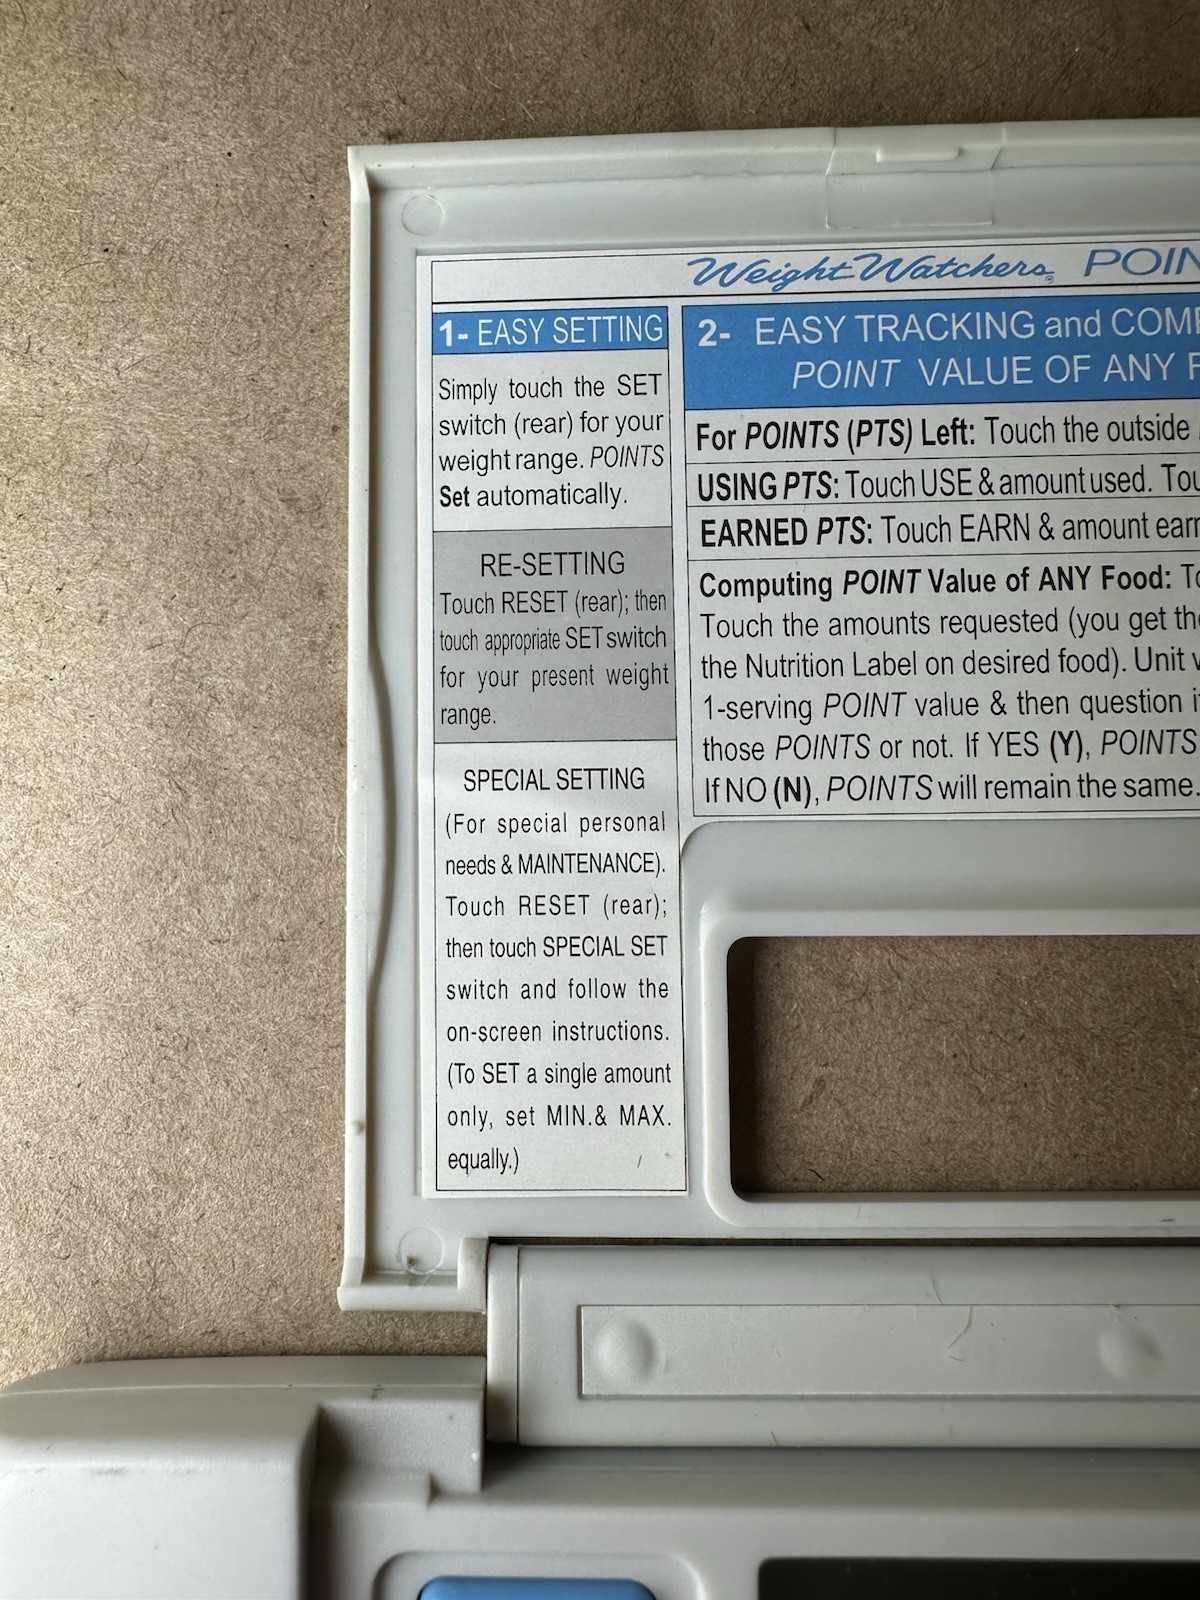 Weight Watchers
1- EASY SETTING
Simply touch the SET
switch (rear) for your
weight range. POINTS
Set automatically.
RE-SETTING
Touch RESET (rear); then
touch appropriate SET switch
for your present weight
range.
SPECIAL SETTING
(For special personal
needs & MAINTENANCE).
Touch RESET (rear);
then touch SPECIAL SET
switch and follow the
on-screen instructions.
(To SET a single amount
only, set MIN.& MAX.
equally.)
2- EASY TRACKING and
POINT VALUE OF ANY
For POINTS (PTS) Left: Touch the outside
USING PTS: Touch USE & amount used.
EARNED PTS: Touch EARN & amount
Computing POINT Value of ANY Food:
Touch the amounts requested (you get
the Nutrition Label on desired food). Unit
1-serving POINT value & then question
those POINTS or not. If YES (Y), POINTS
If NO (N), POINTS will remain the same.